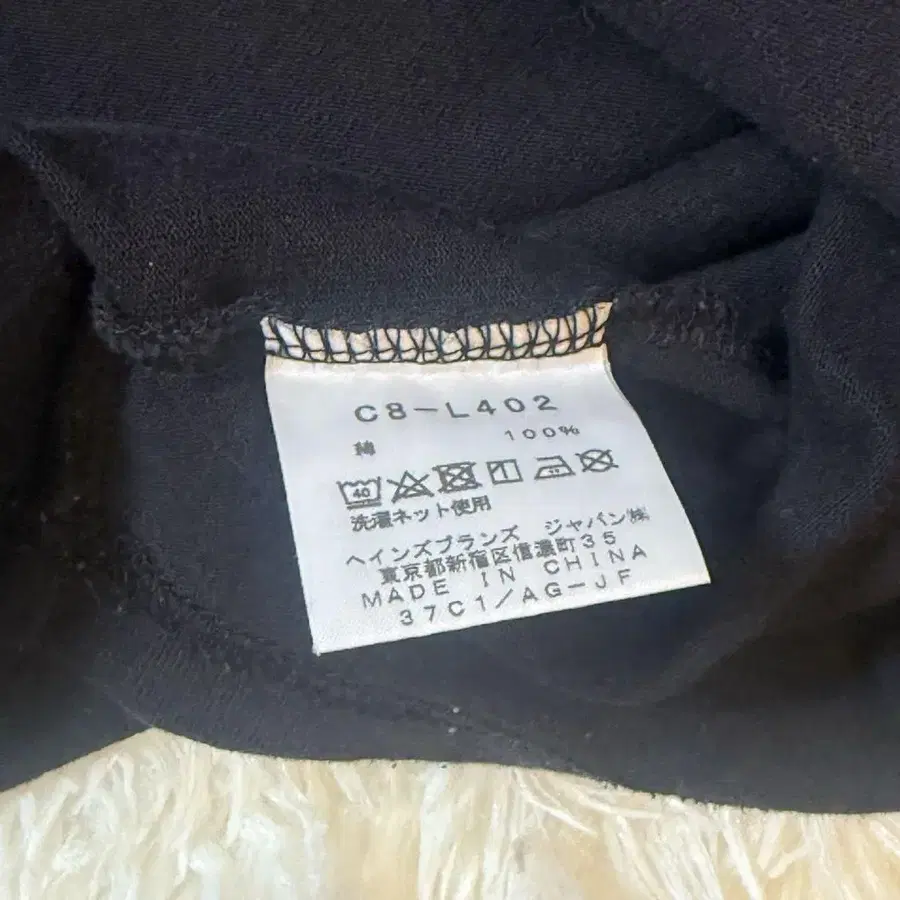 C8-L402
綿 100%
40
洗濯ネット使用
ヘインズブランズ ジャパン㈱
東京都新宿区信濃町35
MADE IN CHINA
37C1/AG-JF